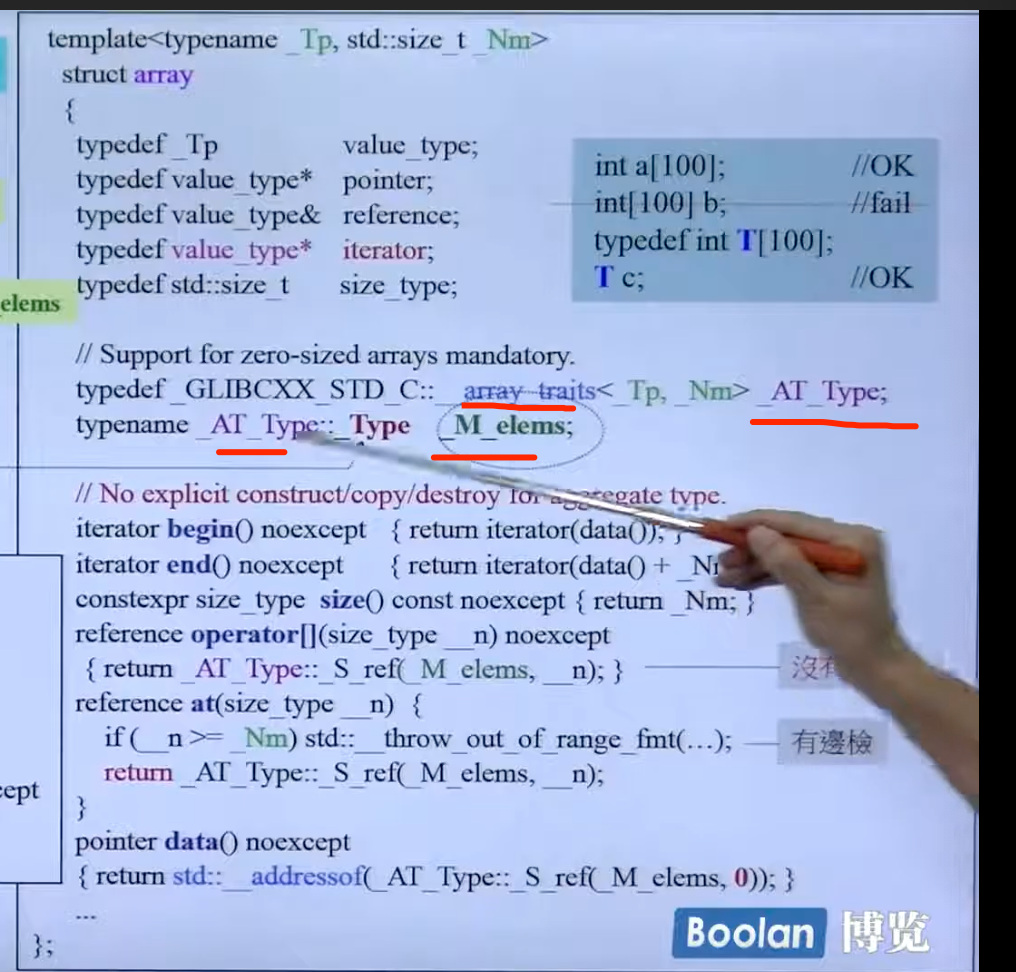 template<typename _Tp, std::size_t _Nm>
struct array
{
typedef _Tp value_type;
typedef value_type* pointer;
typedef value_type& reference;
typedef value_type* iterator;
typedef std::size_t size_type;
int a[100]; //OK
int[100] b; //fail
typedef int T[100];
T c; //OK
elems
// Support for zero-sized arrays mandatory.
typedef _GLIBCXX_STD_C::__array_traits<_Tp, _Nm> _AT_Type;
typename _AT_Type::_Type _M_elems;
// No explicit construct/copy/destroy for aggregate type.
iterator begin() noexcept { return iterator(data()); }
iterator end() noexcept { return iterator(data() + _N
constexpr size_type size() const noexcept { return _Nm; }
reference operator[](size_type __n) noexcept
{ return _AT_Type::_S_ref(_M_elems, __n); }
沒
reference at(size_type __n) {
if (__n >= _Nm) std::__throw_out_of_range_fmt(...);
有邊檢
return _AT_Type::_S_ref(_M_elems, __n);
}
cept
pointer data() noexcept
{ return std::__addressof(_AT_Type::_S_ref(_M_elems, 0)); }
...
};
Boolan 博览